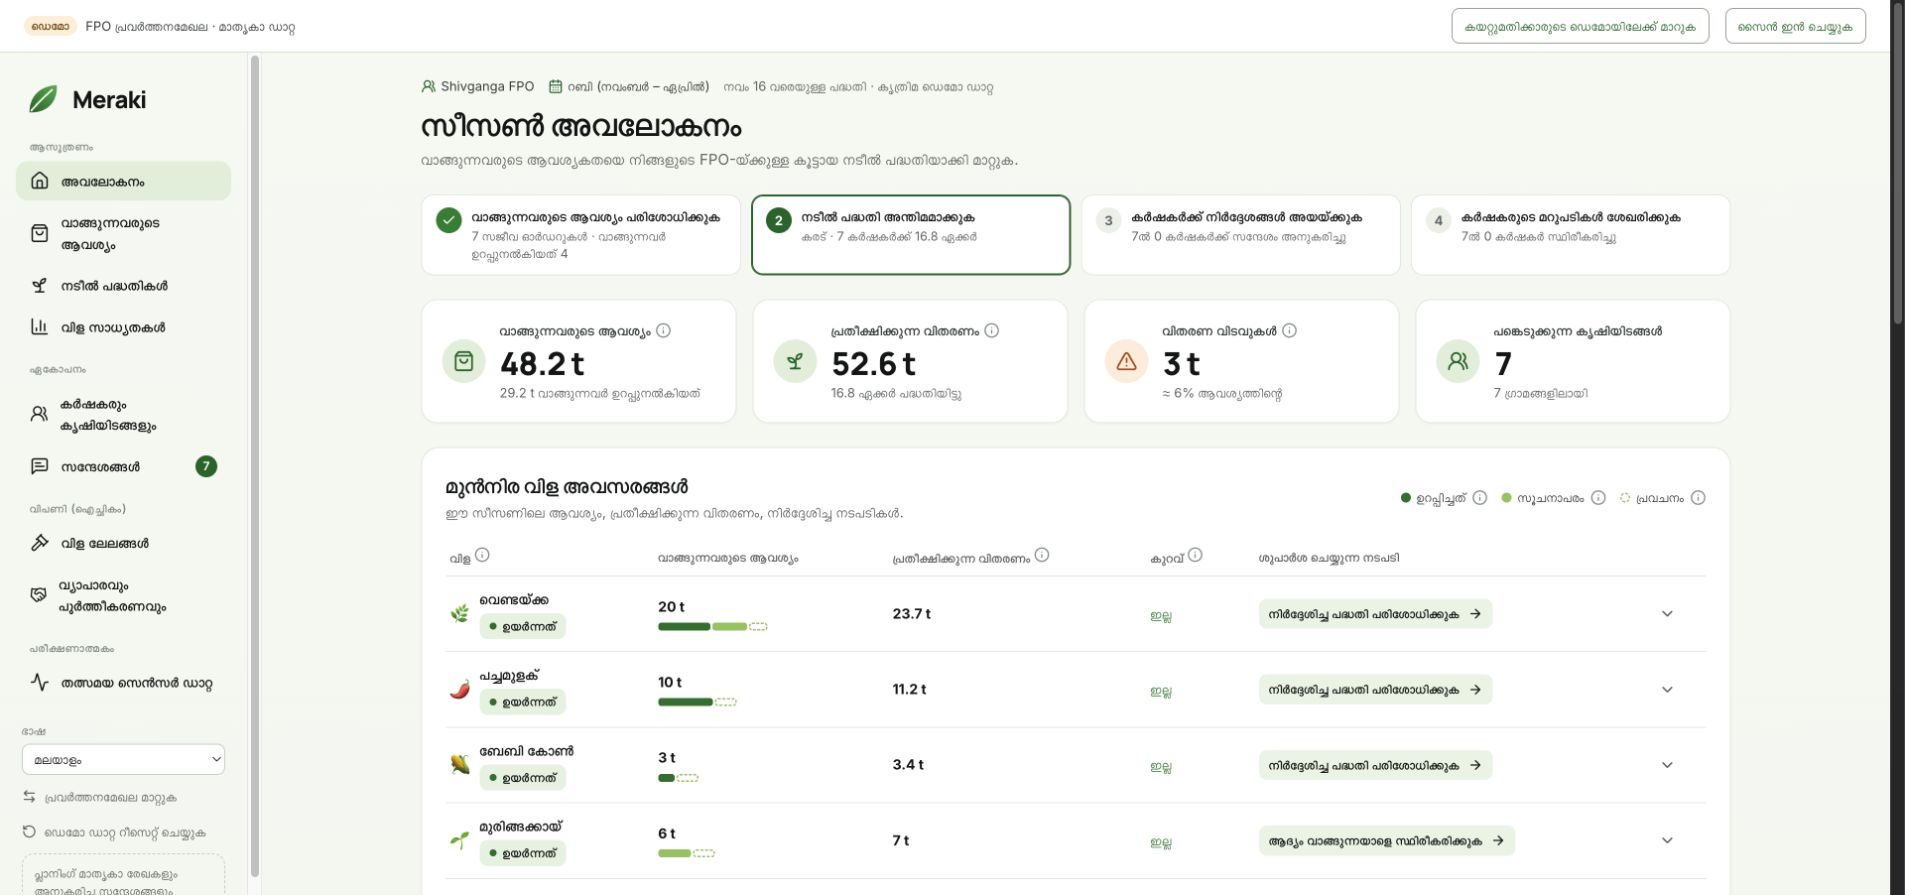 ഡെമോ FPO പ്രവർത്തനമേഖല · മാതൃകാ ഡാറ്റ
കയറ്റുമതിക്കാരുടെ ഡെമോയിലേക്ക് മാറുക
സൈൻ ഇൻ ചെയ്യുക
Meraki
ആസൂത്രണം
അവലോകനം
വാങ്ങുന്നവരുടെ
ആവശ്യം
നടീൽ പദ്ധതികൾ
വിള സാധ്യതകൾ
ഏകോപനം
കർഷകരും
കൃഷിയിടങ്ങളും
സന്ദേശങ്ങൾ 7
വിപണി (ഐച്ഛികം)
വിള ലേലങ്ങൾ
വ്യാപാരവും
പൂർത്തീകരണവും
പരീക്ഷണാത്മകം
തത്സമയ സെൻസർ ഡാറ്റ
ഭാഷ
മലയാളം
പ്രവർത്തനമേഖല മാറ്റുക
ഡെമോ ഡാറ്റ റീസെറ്റ് ചെയ്യുക
പ്ലാനിംഗ് മാതൃകാ രേഖകളും
അനുകരിച്ച സന്ദേശങ്ങളും
Shivganga FPO റബി (നവംബർ – ഏപ്രിൽ) നവം 16 വരെയുള്ള പദ്ധതി · കൃത്രിമ ഡെമോ ഡാറ്റ
സീസൺ അവലോകനം
വാങ്ങുന്നവരുടെ ആവശ്യകതയെ നിങ്ങളുടെ FPO-യ്ക്കുള്ള കൂട്ടായ നടീൽ പദ്ധതിയാക്കി മാറ്റുക.
വാങ്ങുന്നവരുടെ ആവശ്യം പരിശോധിക്കുക
7 സജീവ ഓർഡറുകൾ · വാങ്ങുന്നവർ
ഉറപ്പുനൽകിയത് 4
2 നടീൽ പദ്ധതി അന്തിമമാക്കുക
കരട് · 7 കർഷകർക്ക് 16.8 ഏക്കർ
3 കർഷകർക്ക് നിർദ്ദേശങ്ങൾ അയയ്ക്കുക
7ൽ 0 കർഷകർക്ക് സന്ദേശം അനുകരിച്ചു
4 കർഷകരുടെ മറുപടികൾ ശേഖരിക്കുക
7ൽ 0 കർഷകർ സ്ഥിരീകരിച്ചു
വാങ്ങുന്നവരുടെ ആവശ്യം
48.2 t
29.2 t വാങ്ങുന്നവർ ഉറപ്പുനൽകിയത്
പ്രതീക്ഷിക്കുന്ന വിതരണം
52.6 t
16.8 ഏക്കർ പദ്ധതിയിട്ടു
വിതരണ വിടവുകൾ
3 t
≈ 6% ആവശ്യത്തിന്റെ
പങ്കെടുക്കുന്ന കൃഷിയിടങ്ങൾ
7
7 ഗ്രാമങ്ങളിലായി
മുൻനിര വിള അവസരങ്ങൾ
ഈ സീസണിലെ ആവശ്യം, പ്രതീക്ഷിക്കുന്ന വിതരണം, നിർദ്ദേശിച്ച നടപടികൾ.
ഉറപ്പിച്ചത് സൂചനാപരം പ്രവചനം
വിള വാങ്ങുന്നവരുടെ ആവശ്യം പ്രതീക്ഷിക്കുന്ന വിതരണം കുറവ് ശുപാർശ ചെയ്യുന്ന നടപടി
വെണ്ടയ്ക്ക
ഉയർന്നത്
20 t 23.7 t ഇല്ല നിർദ്ദേശിച്ച പദ്ധതി പരിശോധിക്കുക →
പച്ചമുളക്
ഉയർന്നത്
10 t 11.2 t ഇല്ല നിർദ്ദേശിച്ച പദ്ധതി പരിശോധിക്കുക →
ബേബി കോൺ
ഉയർന്നത്
3 t 3.4 t ഇല്ല നിർദ്ദേശിച്ച പദ്ധതി പരിശോധിക്കുക →
മുരിങ്ങക്കായ്
ഉയർന്നത്
6 t 7 t ഇല്ല ആദ്യം വാങ്ങുന്നയാളെ സ്ഥിരീകരിക്കുക →